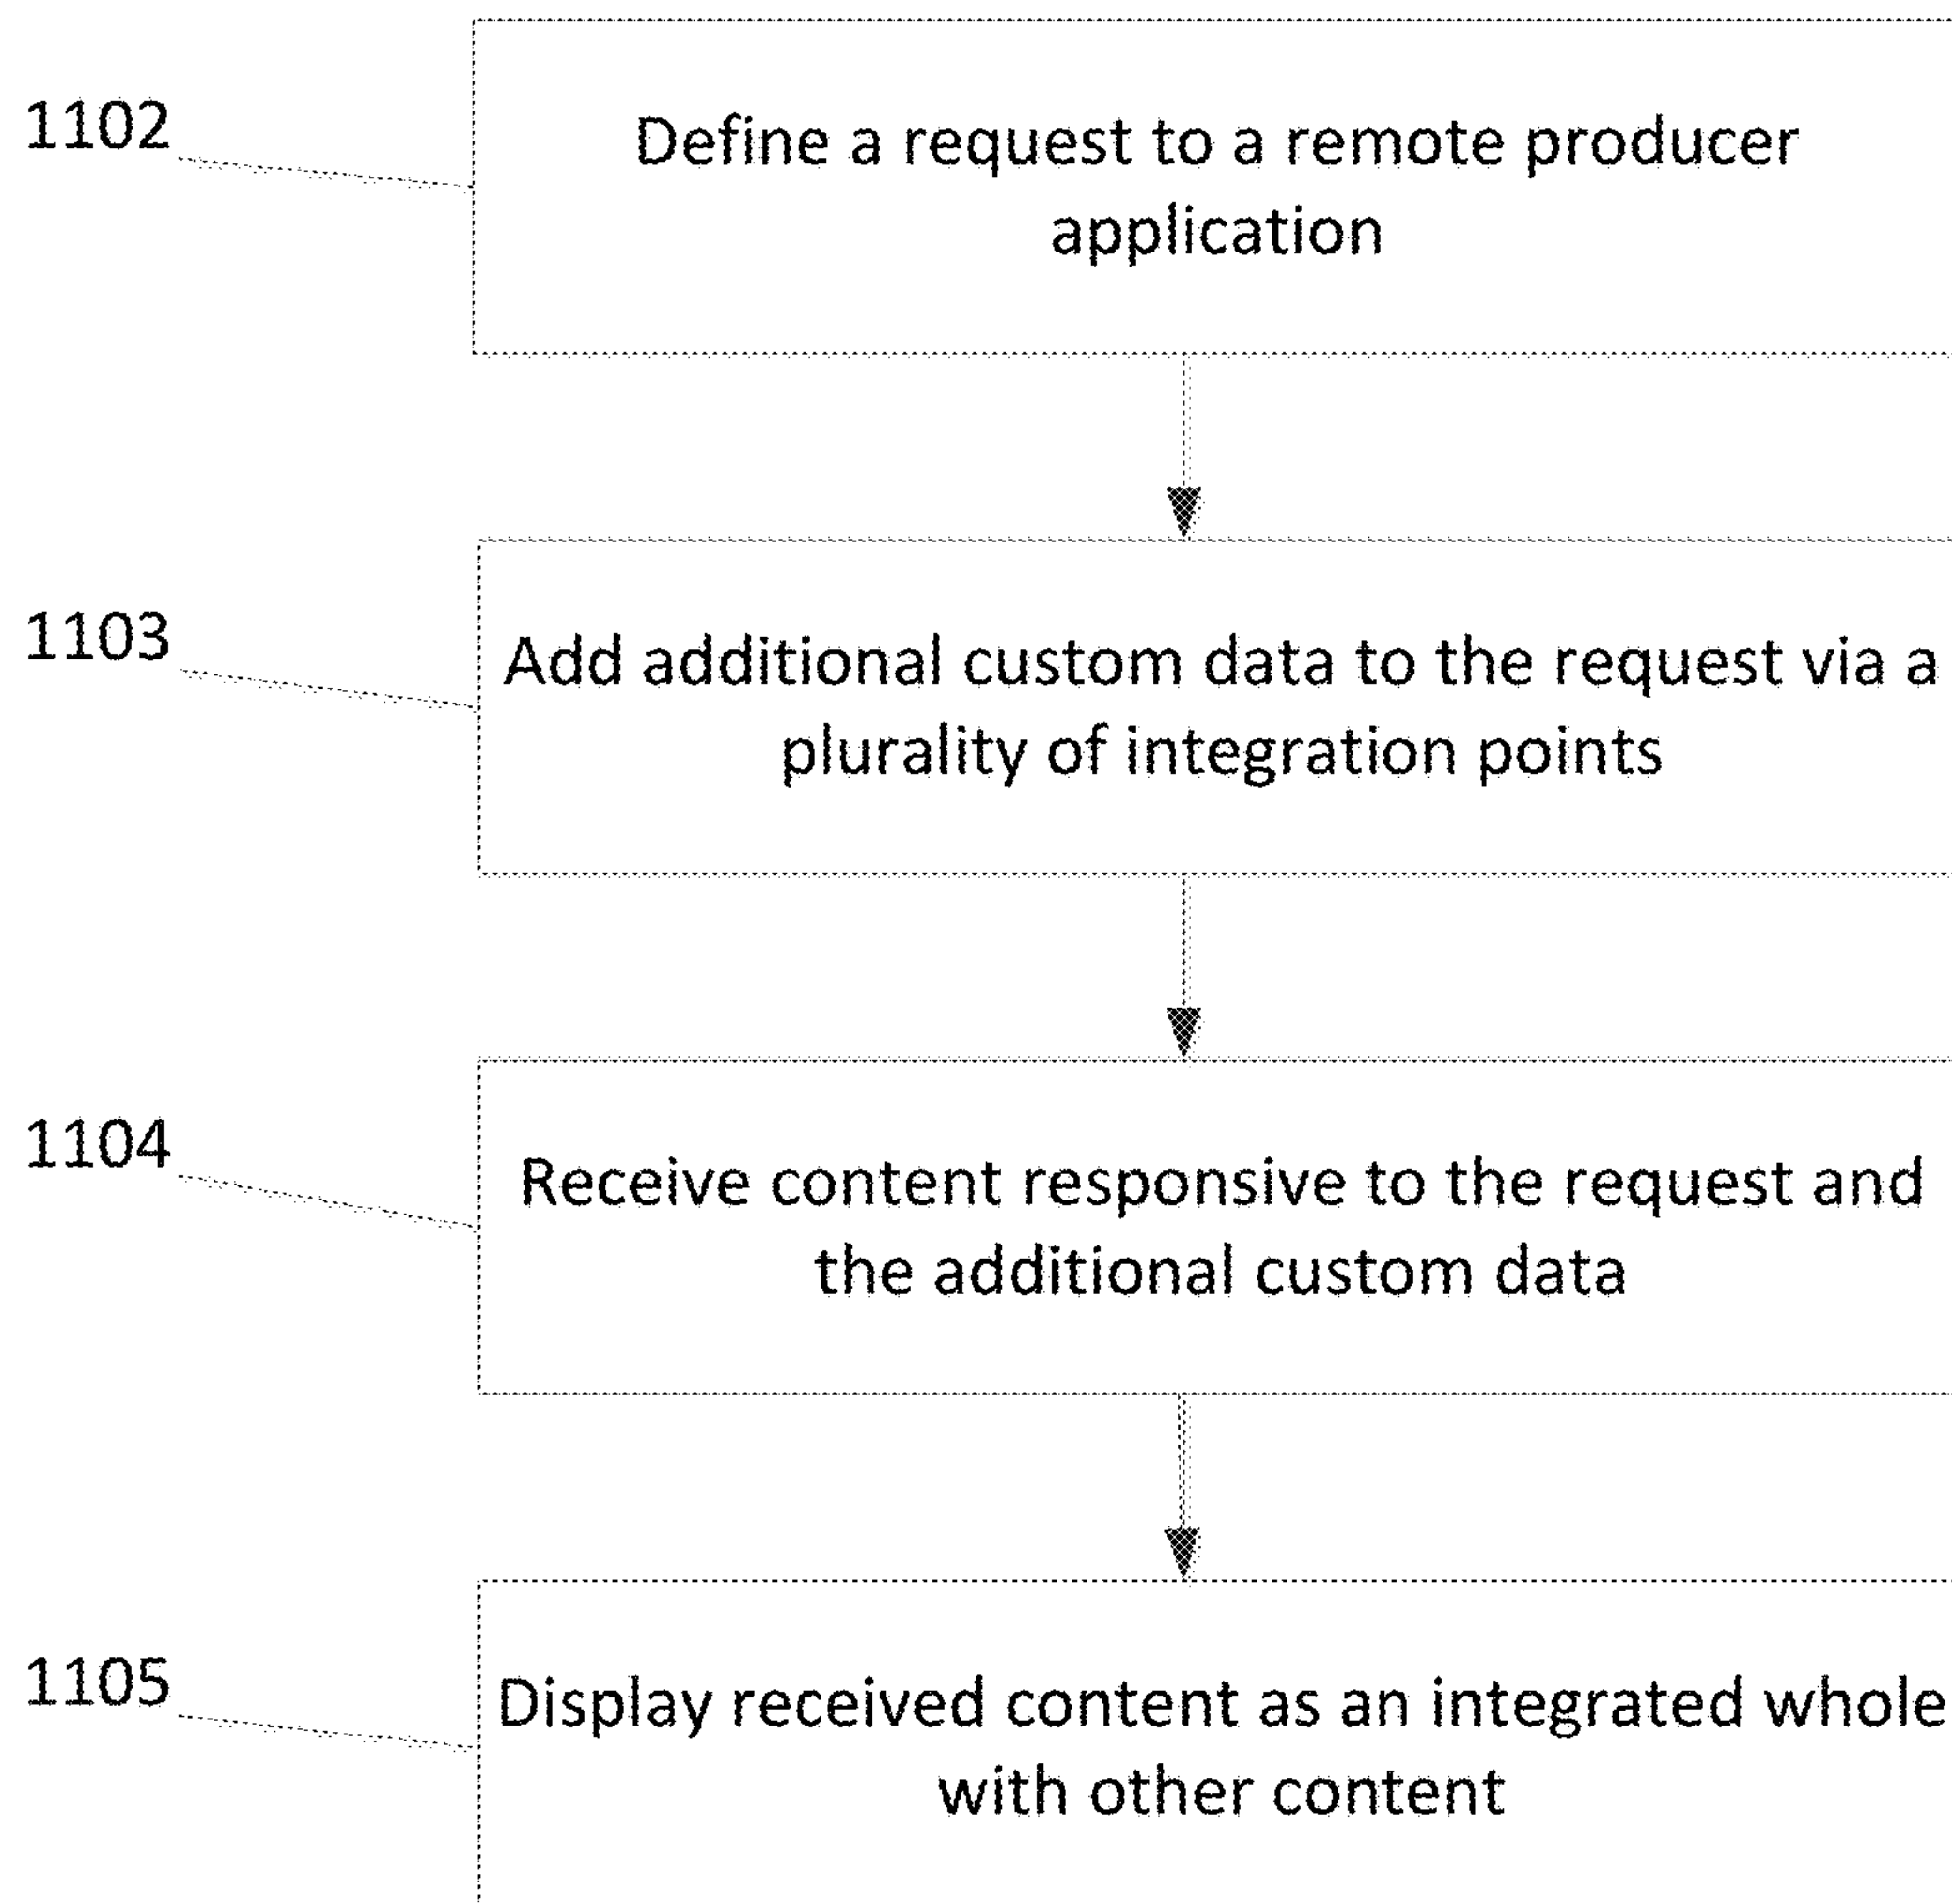 1102
Define a request to a remote producer
application
1103
Add additional custom data to the request via a
plurality of integration points
1104
Receive content responsive to the request and
the additional custom data
1105
Display received content as an integrated whole
with other content